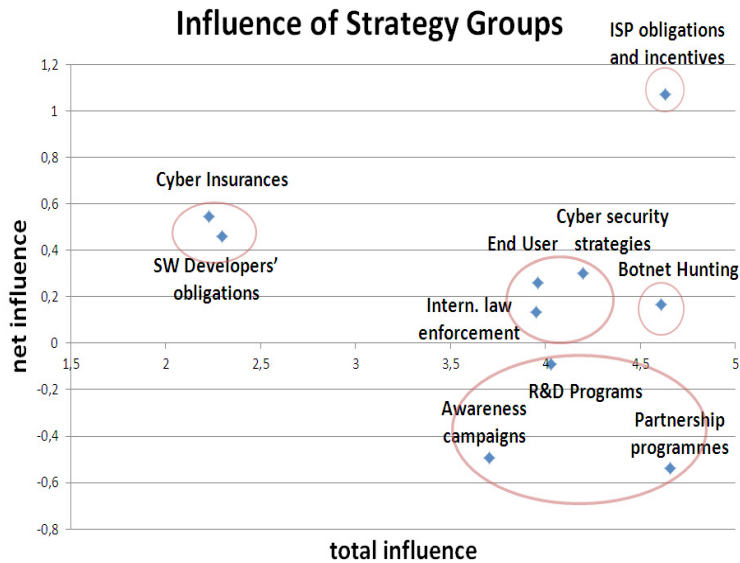 Influence of Strategy Groups
ISP obligations
and incentives
1,2
1
0,8
0,6
0,4
0,2
0
-0,2
-0,4
-0,6
-0,8
net influence
Cyber Insurances
SW Developers’
obligations
Cyber security
End User strategies
Botnet Hunting
Intern. law
enforcement
1,5 2 2,5 3 3,5 4 4,5 5
R&D Programs
Awareness
campaigns
Partnership
programmes
total influence